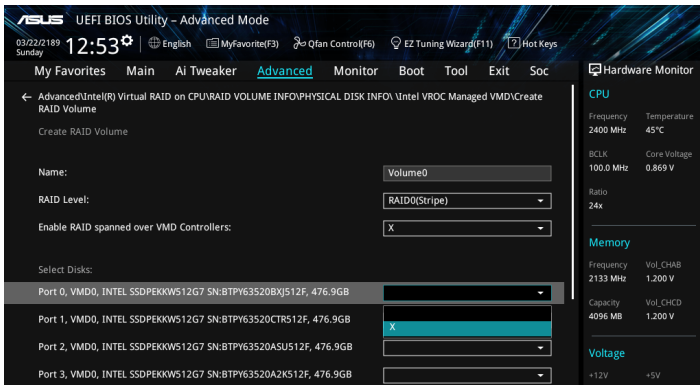 ASUS UEFI BIOS Utility – Advanced Mode
03/22/2189
Sunday
12:53
English
MyFavorite(F3)
Qfan Control(F6)
EZ Tuning Wizard(F11)
? Hot Keys
My Favorites Main Ai Tweaker Advanced Monitor Boot Tool Exit Soc
← Advanced\Intel(R) Virtual RAID on CPU\RAID VOLUME INFO\PHYSICAL DISK INFO\ \Intel VROC Managed VMD\Create
RAID Volume
Create RAID Volume
Name: Volume0
RAID Level: RAID0(Stripe)
Enable RAID spanned over VMD Controllers: X
Select Disks:
Port 0, VMD0, INTEL SSDPEKKW512G7 SN:BTPY63520BXJ512F, 476.9GB
Port 1, VMD0, INTEL SSDPEKKW512G7 SN:BTPY63520CTR512F, 476.9GB
X
Port 2, VMD0, INTEL SSDPEKKW512G7 SN:BTPY63520ASU512F, 476.9GB
Port 3, VMD0, INTEL SSDPEKKW512G7 SN:BTPY63520A2K512F, 476.9GB
Hardware Monitor
CPU
Frequency Temperature
2400 MHz 45°C
BCLK Core Voltage
100.0 MHz 0.869 V
Ratio
24x
Memory
Frequency Vol_CHAB
2133 MHz 1.200 V
Capacity Vol_CHCD
4096 MB 1.200 V
Voltage
+12V +5V